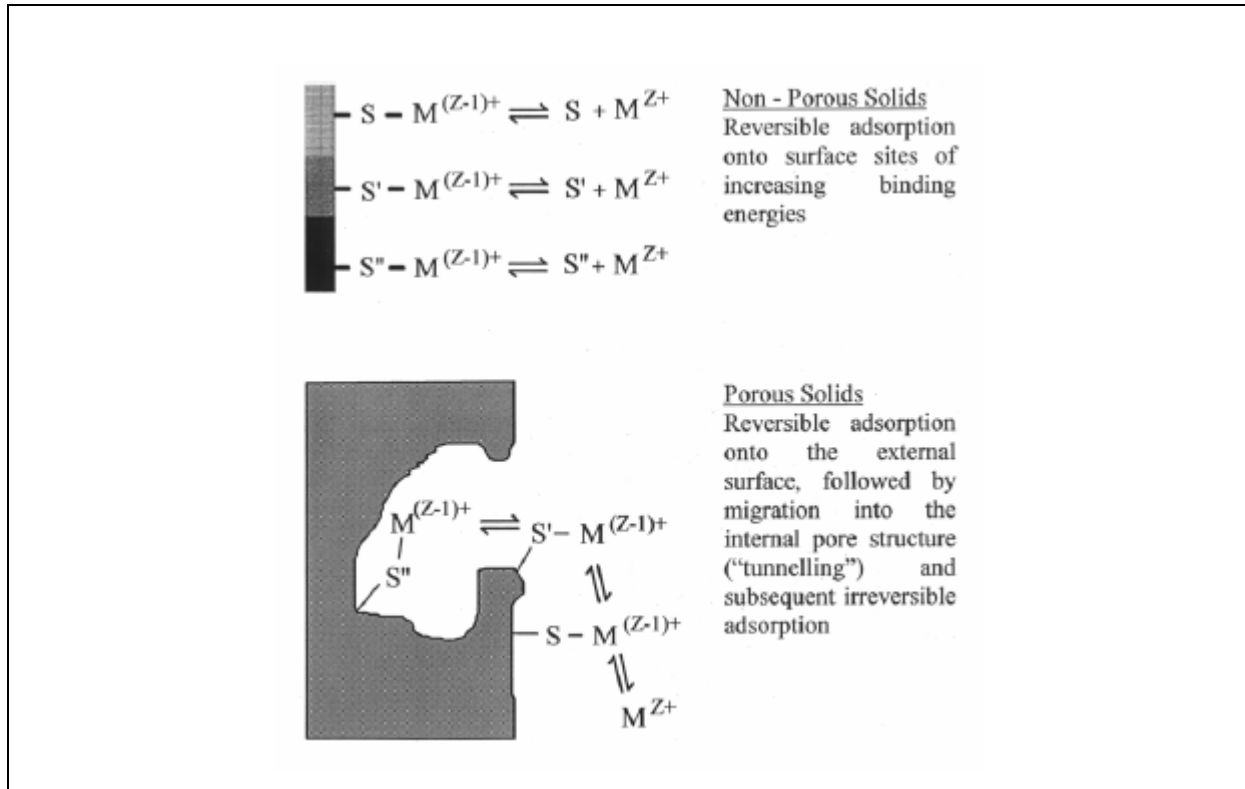 S – M^(Z-1)+ ⇌ S + M^Z+
S' – M^(Z-1)+ ⇌ S' + M^Z+
S" – M^(Z-1)+ ⇌ S" + M^Z+
Non - Porous Solids
Reversible adsorption
onto surface sites of
increasing binding
energies
M^(Z-1)+ ⇌ S' – M^(Z-1)+
S"
S – M^(Z-1)+
M^Z+
Porous Solids
Reversible adsorption
onto the external
surface, followed by
migration into the
internal pore structure
("tunnelling") and
subsequent irreversible
adsorption